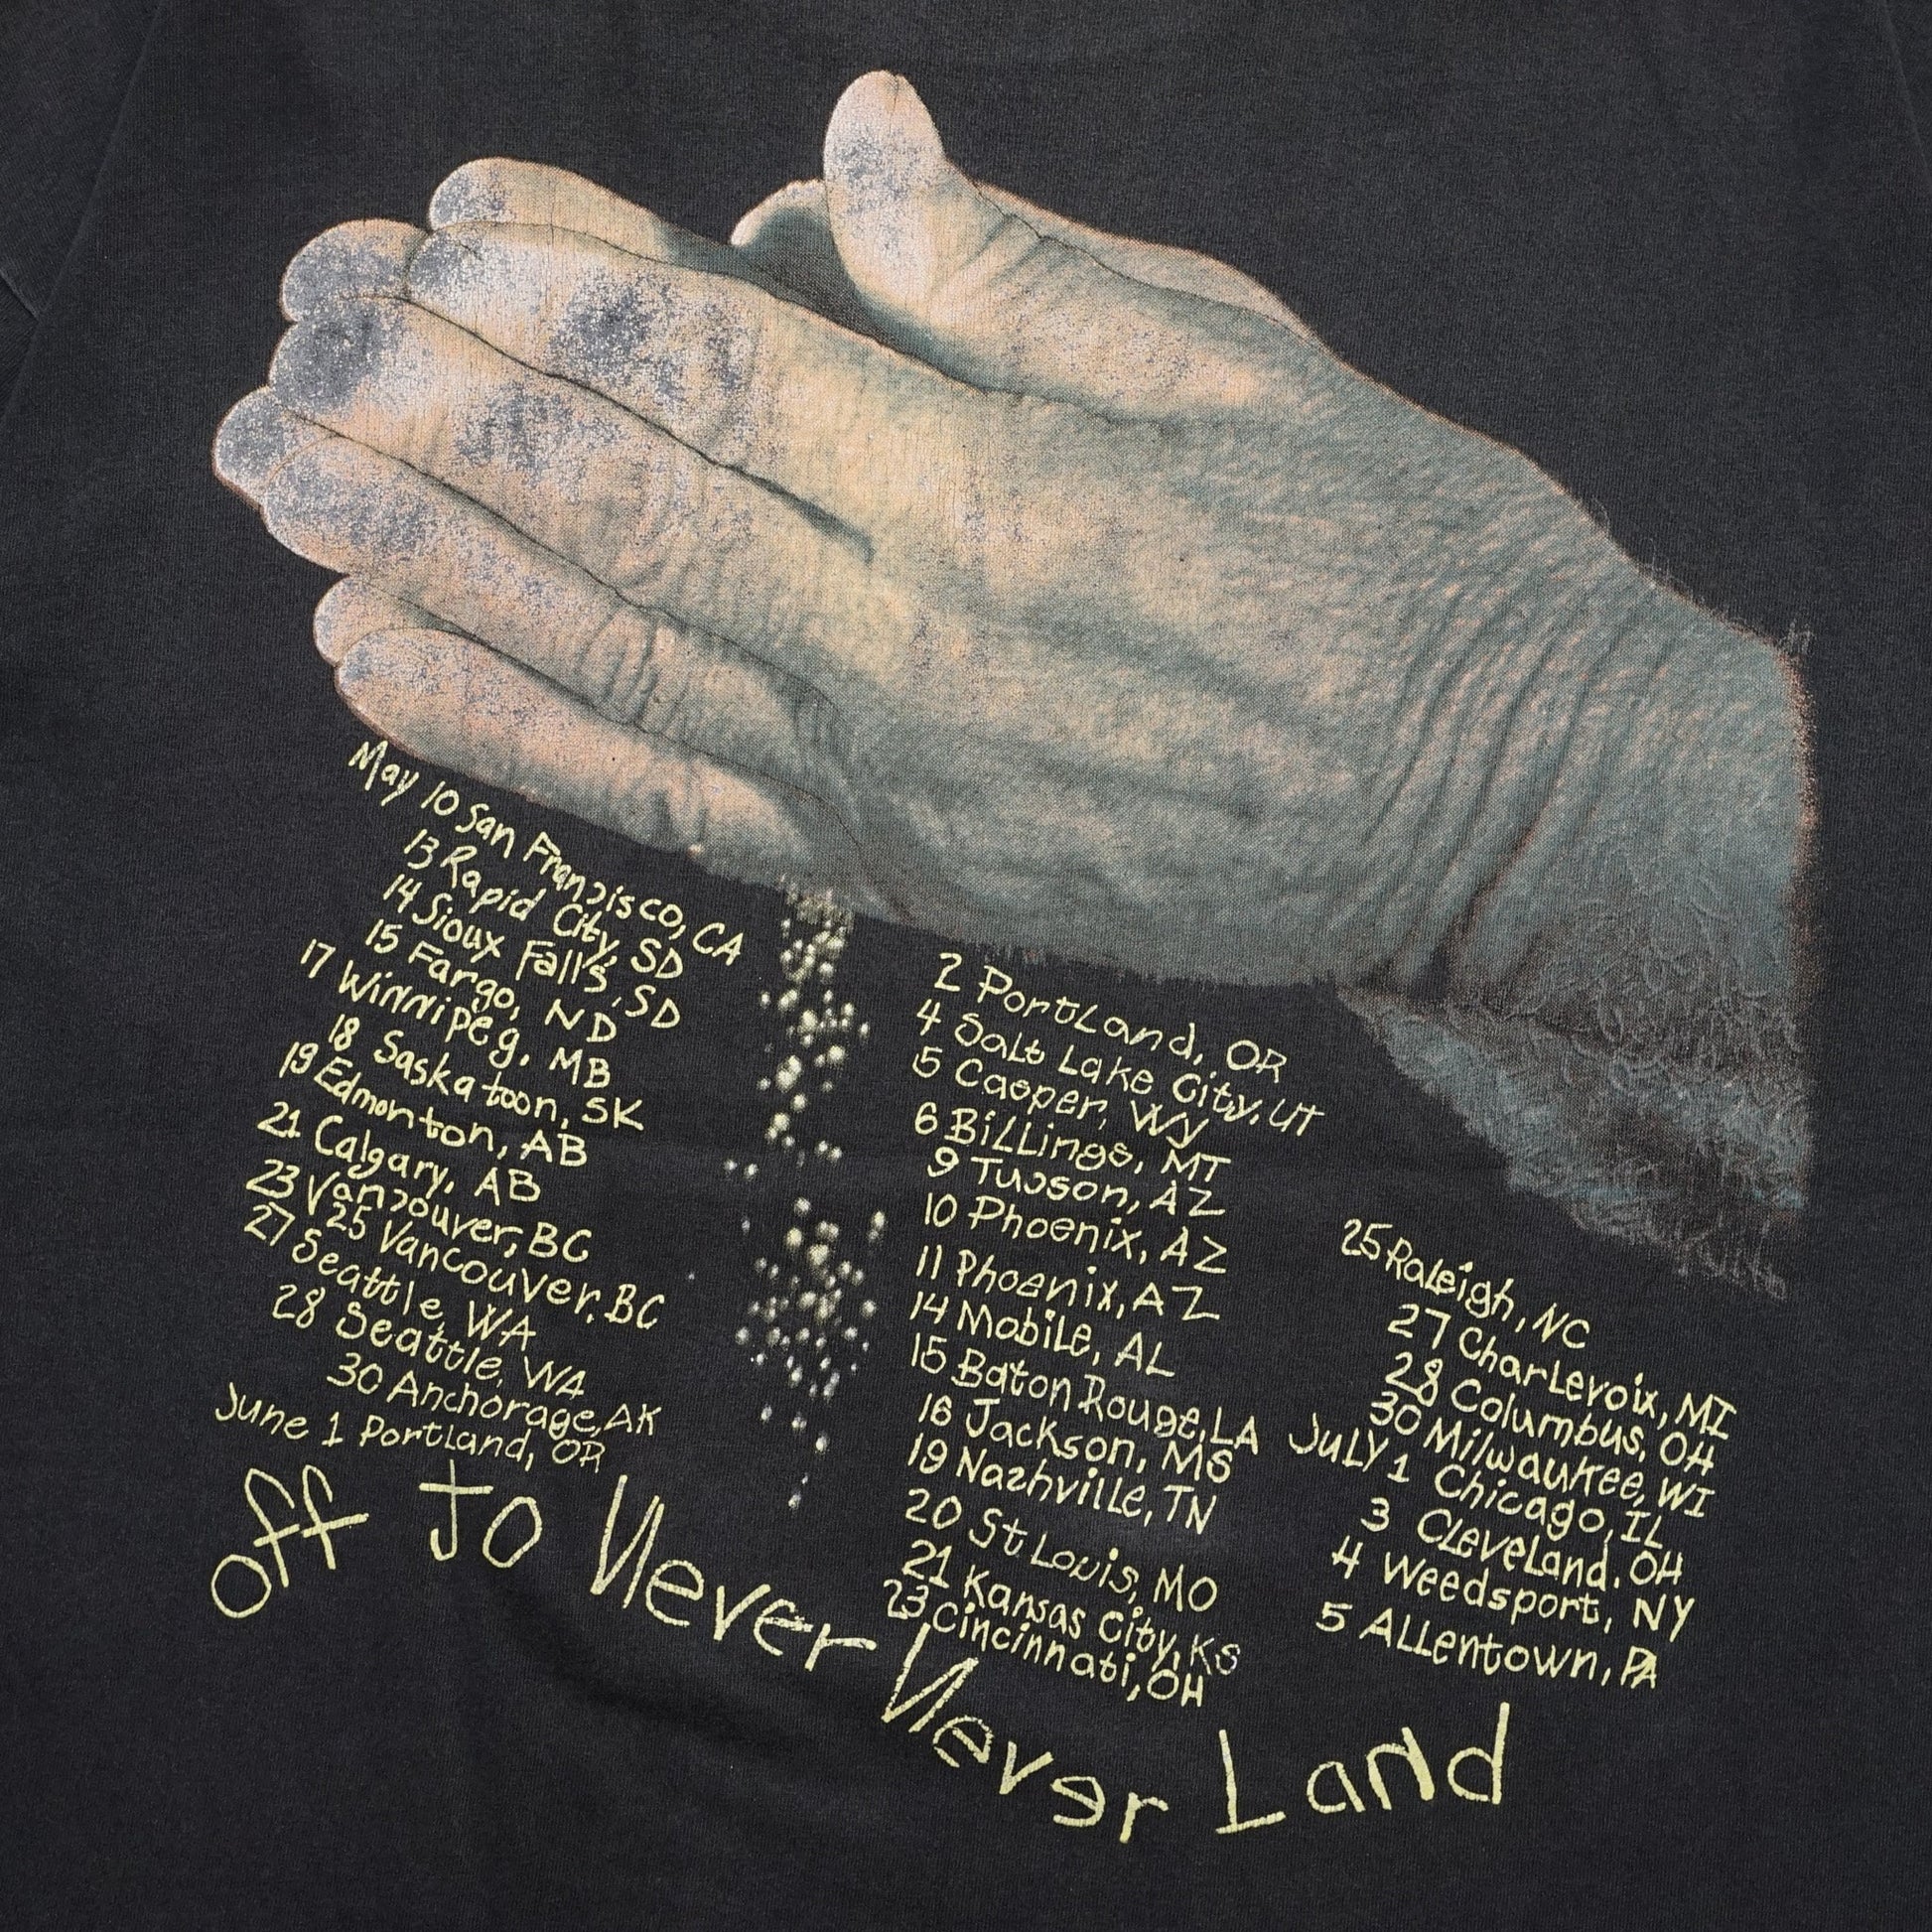 May 10 San Francisco, CA
13 Rapid City, SD
14 Sioux Falls, SD
15 Fargo, ND
17 Winnipeg, MB
18 Saskatoon, SK
19 Edmonton, AB
21 Calgary, AB
23 Vancouver, BC
25 Vancouver, BC
27 Seattle, WA
28 Seattle, WA
30 Anchorage, AK
June 1 Portland, OR
2 Portland, OR
4 Salt Lake City, UT
5 Casper, WY
6 Billings, MT
9 Tucson, AZ
10 Phoenix, AZ
11 Phoenix, AZ
14 Mobile, AL
15 Baton Rouge, LA
16 Jackson, MS
19 Nashville, TN
20 St. Louis, MO
21 Kansas City, KS
23 Cincinnati, OH
25 Raleigh, NC
27 Charlevoix, MI
28 Columbus, OH
30 Milwaukee, WI
JULY 1 Chicago, IL
3 Cleveland, OH
4 Weedsport, NY
5 Allentown, PA
off to Never Never Land